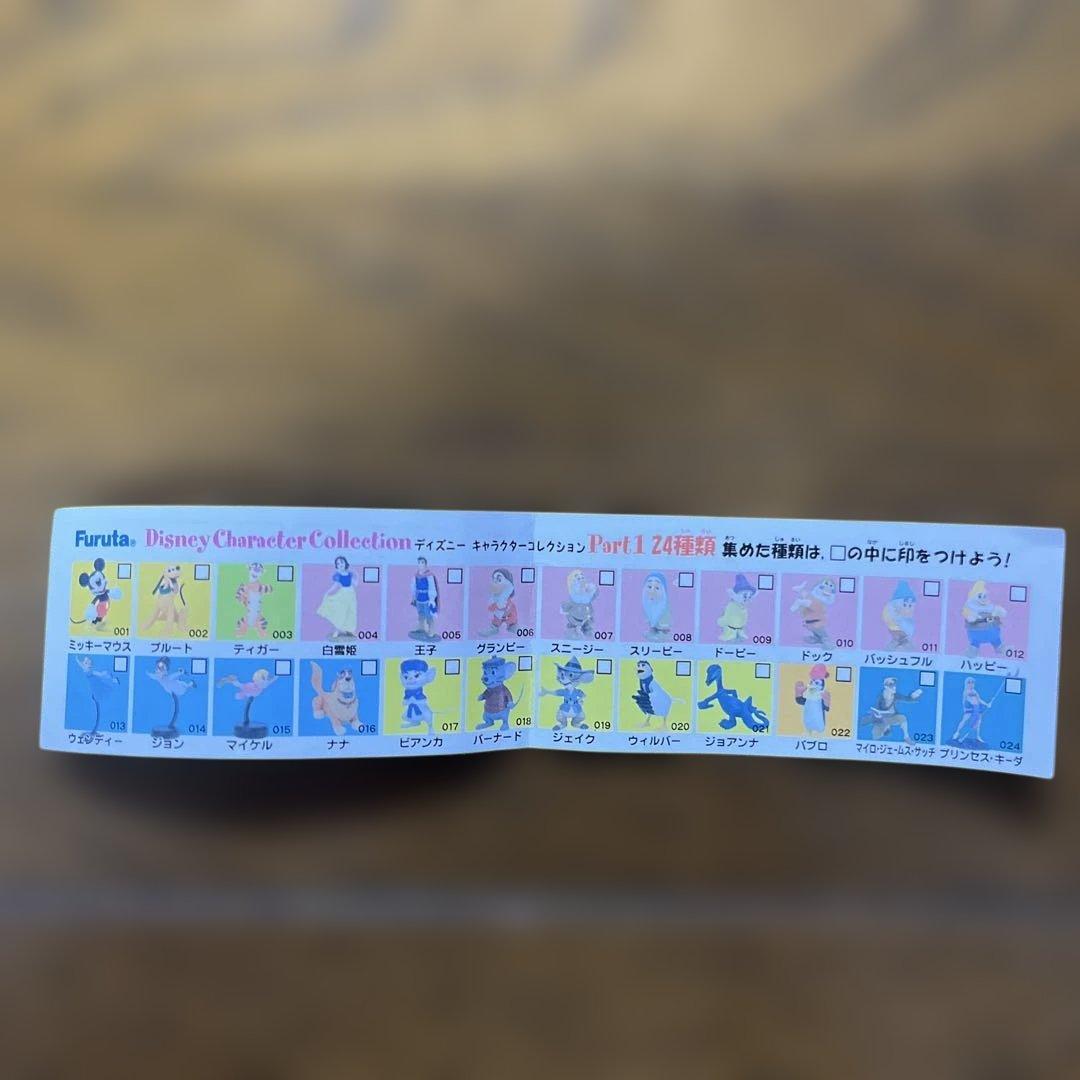 Furuta® Disney Character Collection ディズニー キャラクターコレクション Part1 24種類 集めた種類は、□の中に印をつけよう!
001 002 003 004 005 006 007 008 009 010 011 012
ミッキーマウス プルート ティガー 白雪姫 王子 グランピー スニージー スリーピー ドーピー ドック バッシュフル ハッピー
013 014 015 016 017 018 019 020 021 022 023 024
ウェンディー ジョン マイケル ナナ ビアンカ バーナード ジェイク ウィルバー ジョアンナ パブロ マイロ・ジェームス・サッチ プリンセス・キーダ